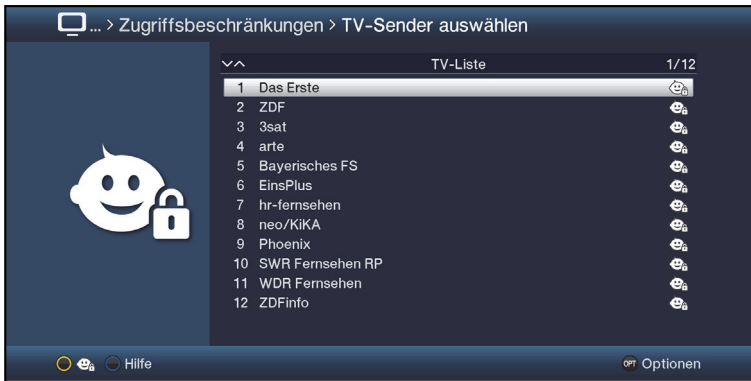 ... > Zugriffsbeschränkungen > TV-Sender auswählen
TV-Liste 1/12
1 Das Erste
2 ZDF
3 3sat
4 arte
5 Bayerisches FS
6 EinsPlus
7 hr-fernsehen
8 neo/KiKA
9 Phoenix
10 SWR Fernsehen RP
11 WDR Fernsehen
12 ZDFinfo
Hilfe OPT Optionen